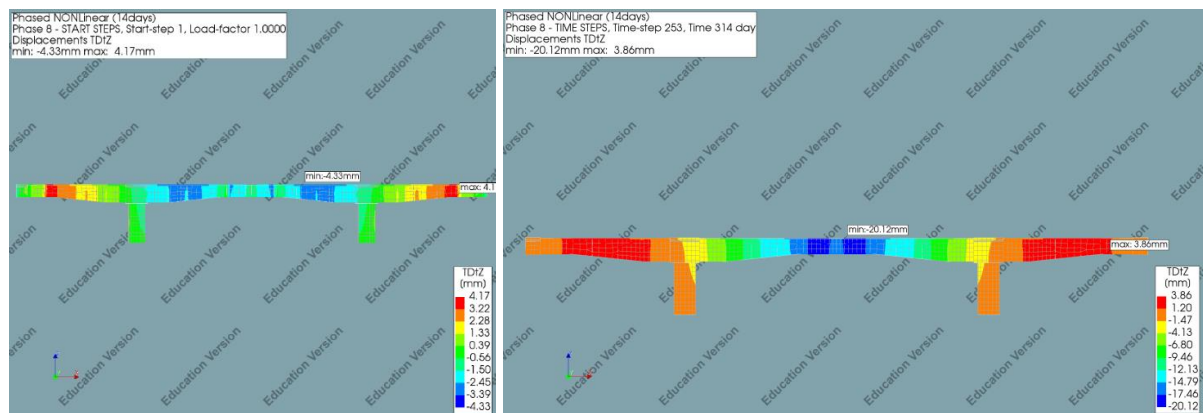 Phased NONLinear (14days)
Phase 8 - START STEPS, Start-step 1, Load-factor 1.0000
Displacements TDtZ
min: -4.33mm max: 4.17mm
min:-4.33mm
max: 4.1
TDtZ
(mm)
4.17
3.22
2.28
1.33
0.39
-0.56
-1.50
-2.45
-3.39
-4.33
Education Version
Phased NONLinear (14days)
Phase 8 - TIME STEPS, Time-step 253, Time 314 day
Displacements TDtZ
min: -20.12mm max: 3.86mm
min:-20.12mm
max: 3.86mm
TDtZ
(mm)
3.86
1.20
-1.47
-4.13
-6.80
-9.46
-12.13
-14.79
-17.46
-20.12
Education Version